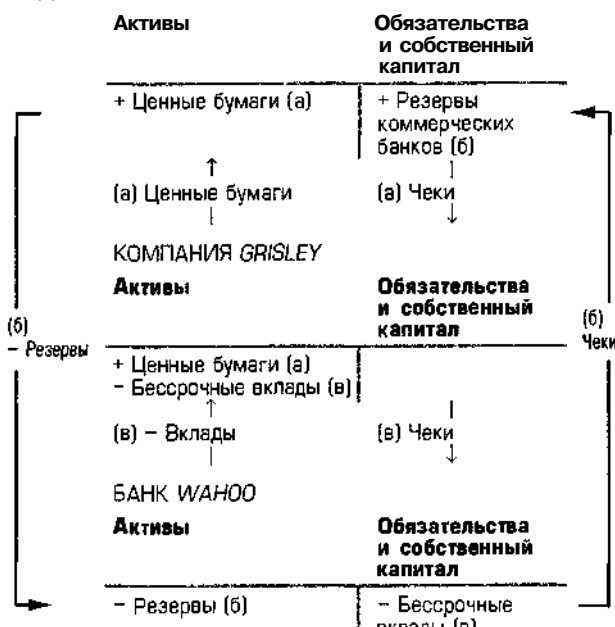 Активы
Обязательства
и собственный
капитал
+ Ценные бумаги (а)
+ Резервы
коммерческих
банков (б)
(а) Ценные бумаги
(а) Чеки
КОМПАНИЯ GRISLEY
Активы
Обязательства
и собственный
капитал
(б)
– Резервы
(б)
Чеки
+ Ценные бумаги (а)
– Бессрочные вклады (в)
(в) – Вклады
(в) Чеки
БАНК WAHOO
Активы
Обязательства
и собственный
капитал
– Резервы (б)
– Бессрочные
вклады (в)